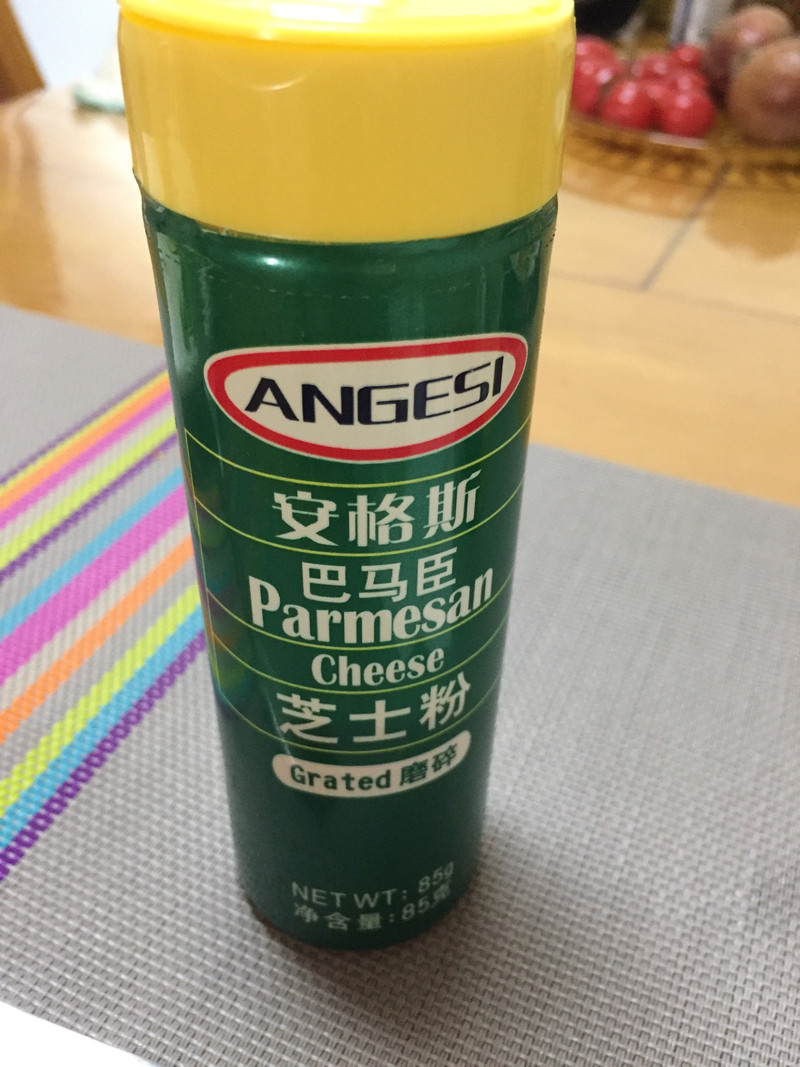 ANGESI
安格斯
巴马臣
Parmesan
Cheese
芝士粉
Grated 磨碎
NET WT: 85g
净含量:85克